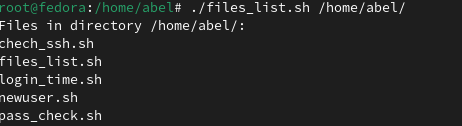 root@fedora:/home/abel# ./files_list.sh /home/abel/
Files in directory /home/abel/:
chech_ssh.sh
files_list.sh
login_time.sh
newuser.sh
pass_check.sh